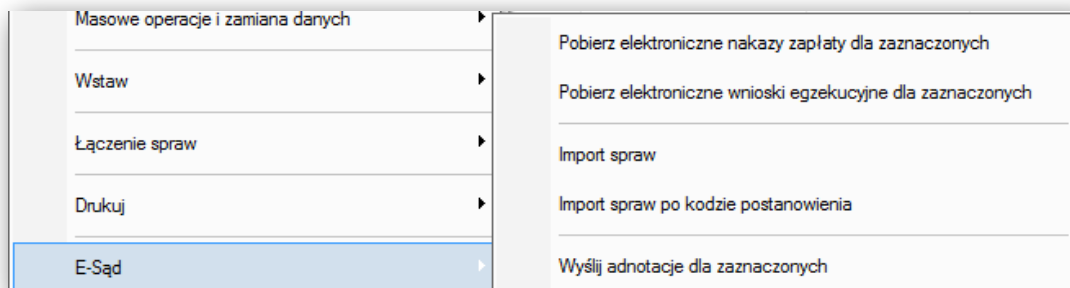 Masowe operacje i zamiana danych
Wstaw
Łączenie spraw
Drukuj
E-Sąd
Pobierz elektroniczne nakazy zapłaty dla zaznaczonych
Pobierz elektroniczne wnioski egzekucyjne dla zaznaczonych
Import spraw
Import spraw po kodzie postanowienia
Wyślij adnotacje dla zaznaczonych